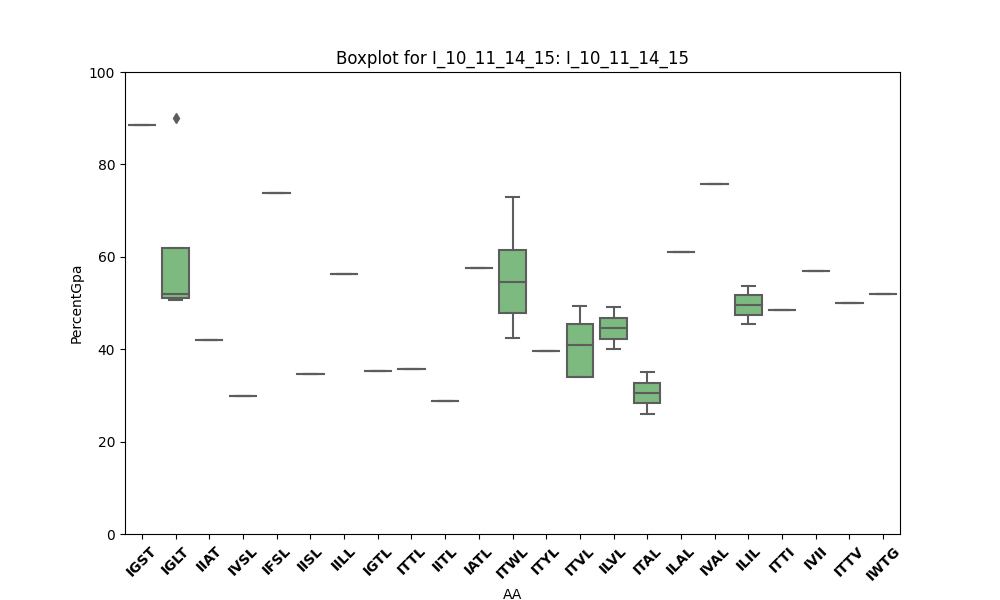 Boxplot for I_10_11_14_15: I_10_11_14_15
100
80
60
40
20
0
PercentGpa
IGST IGLT IIAT IVSL IFSL IISL IILL IGTL ITTL IITL IATL ITWL ITYL ITVL ILVL ITAL ILAL IVAL ILIL ITTI IVII ITTV IWTG
AA